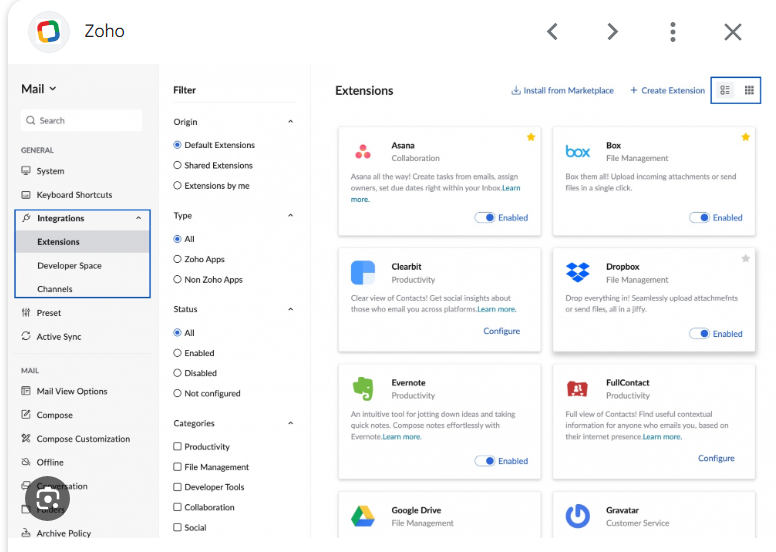 Zoho
Mail
Search
GENERAL
System
Keyboard Shortcuts
Integrations
Extensions
Developer Space
Channels
Preset
Active Sync
MAIL
Mail View Options
Compose
Compose Customization
Offline
Conversation
Folders
Archive Policy
Filter
Origin
Default Extensions
Shared Extensions
Extensions by me
Type
All
Zoho Apps
Non Zoho Apps
Status
All
Enabled
Disabled
Not configured
Categories
Productivity
File Management
Developer Tools
Collaboration
Social
Extensions
Install from Marketplace
+ Create Extension
Asana
Collaboration
Asana all the way! Create tasks from emails, assign
owners, set due dates right within your Inbox.Learn
more.
Enabled
box
Box
File Management
Box them all! Upload incoming attachments or send
files in a single click.
Enabled
Clearbit
Productivity
Clear view of Contacts! Get social insights about
those who email you across platforms.Learn more.
Configure
Dropbox
File Management
Drop everything in! Seamlessly upload attachmefnts
or send files, all in a jiffy.
Enabled
Evernote
Productivity
An intuitive tool for jotting down ideas and taking
quick notes. Compose notes effortlessly with
Evernote.Learn more.
Enabled
FullContact
Productivity
Full view of Contacts! Find useful contextual
information for anyone who emails you, based on
their internet presence.Learn more.
Configure
Google Drive
File Management
Gravatar
Customer Service